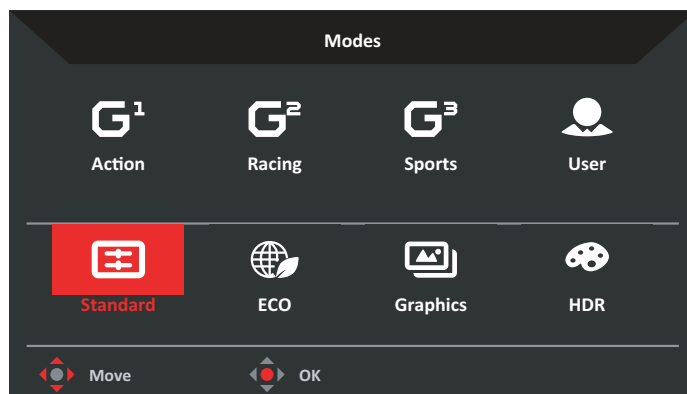 Modes
G1 G2 G3
Action Racing Sports User
Standard ECO Graphics HDR
Move OK